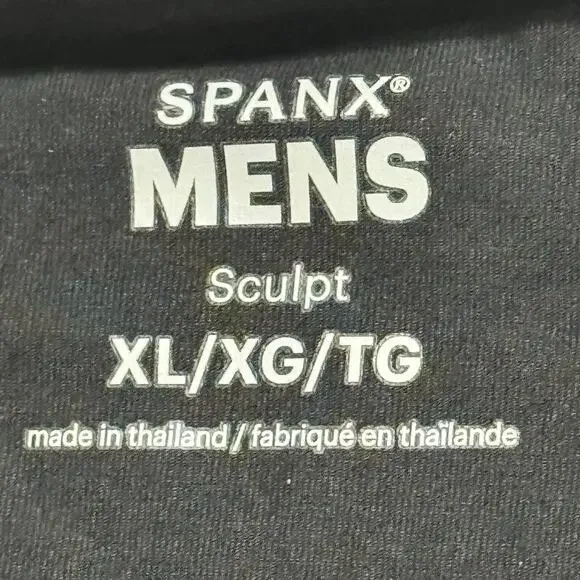 SPANX®
MENS
Sculpt
XL/XG/TG
made in thailand / fabriqué en thaïlande